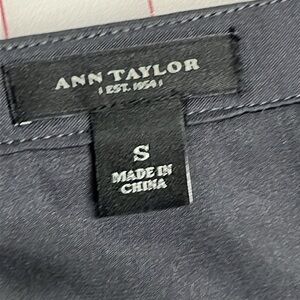 ANN TAYLOR
EST. 1954
S
MADE IN
CHINA